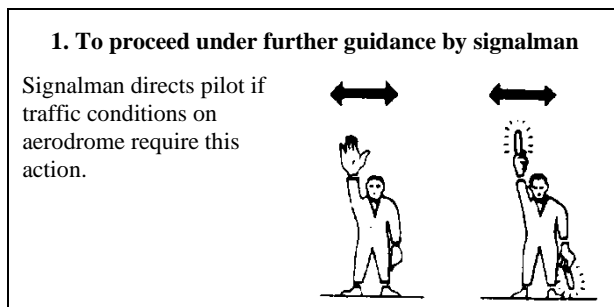 1. To proceed under further guidance by signalman
Signalman directs pilot if
traffic conditions on
aerodrome require this
action.